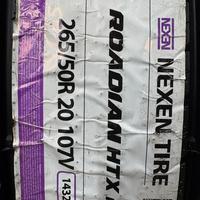 NEXEN
NEXEN TIRE
ROADIAN HTX
265/50R 20 107V
1432